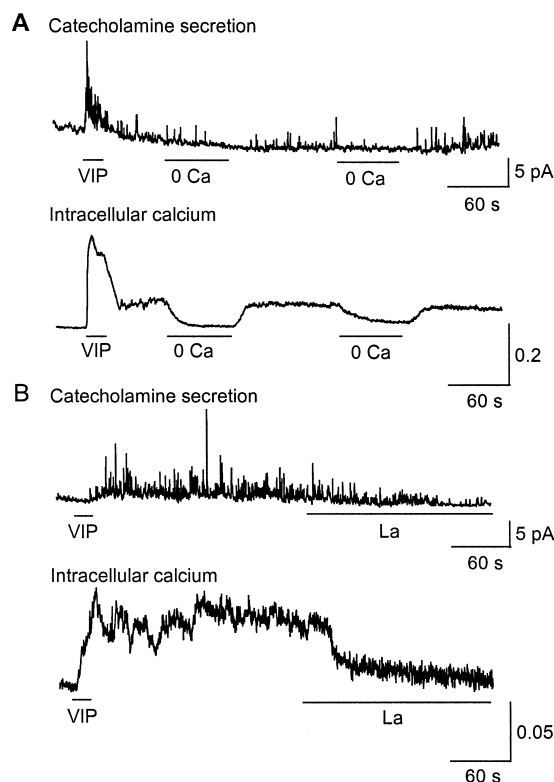 A
Catecholamine secretion
VIP
0 Ca
0 Ca
5 pA
60 s
Intracellular calcium
VIP
0 Ca
0 Ca
0.2
60 s
B
Catecholamine secretion
VIP
La
5 pA
60 s
Intracellular calcium
VIP
La
0.05
60 s